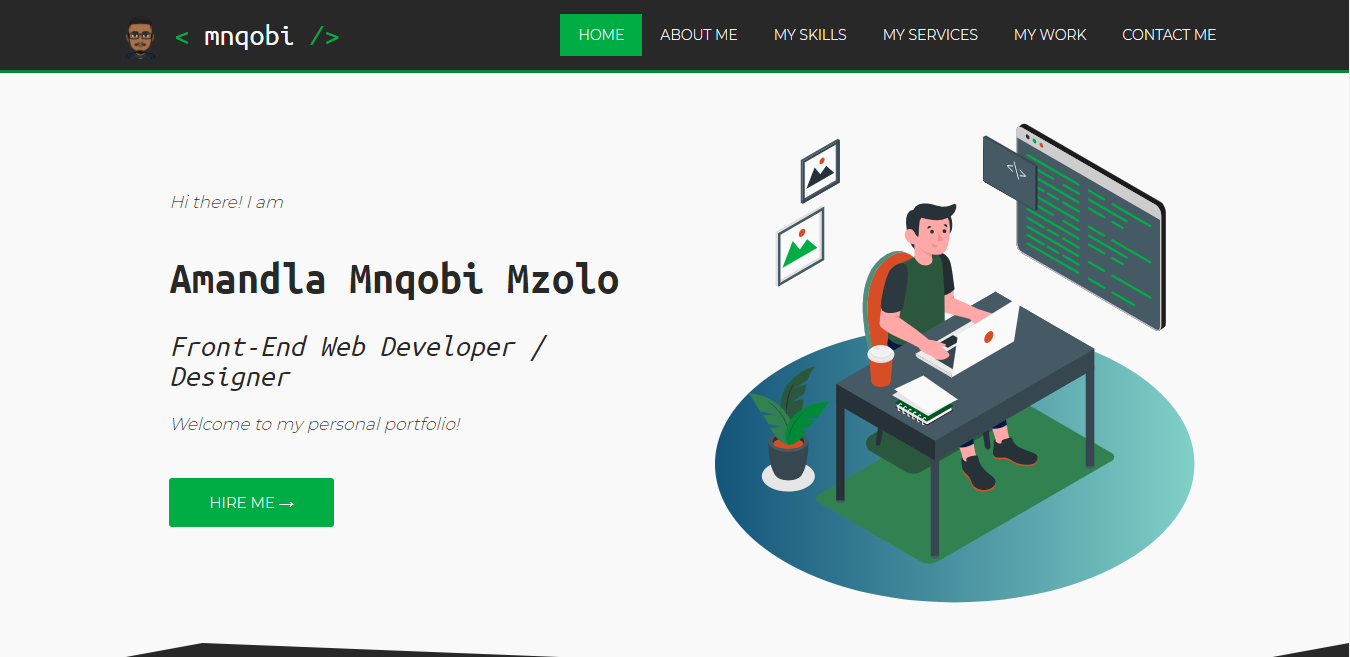 < mnqobi />
HOME ABOUT ME MY SKILLS MY SERVICES MY WORK CONTACT ME
Hi there! I am
Amandla Mnqobi Mzolo
Front-End Web Developer /
Designer
Welcome to my personal portfolio!
HIRE ME →
</>